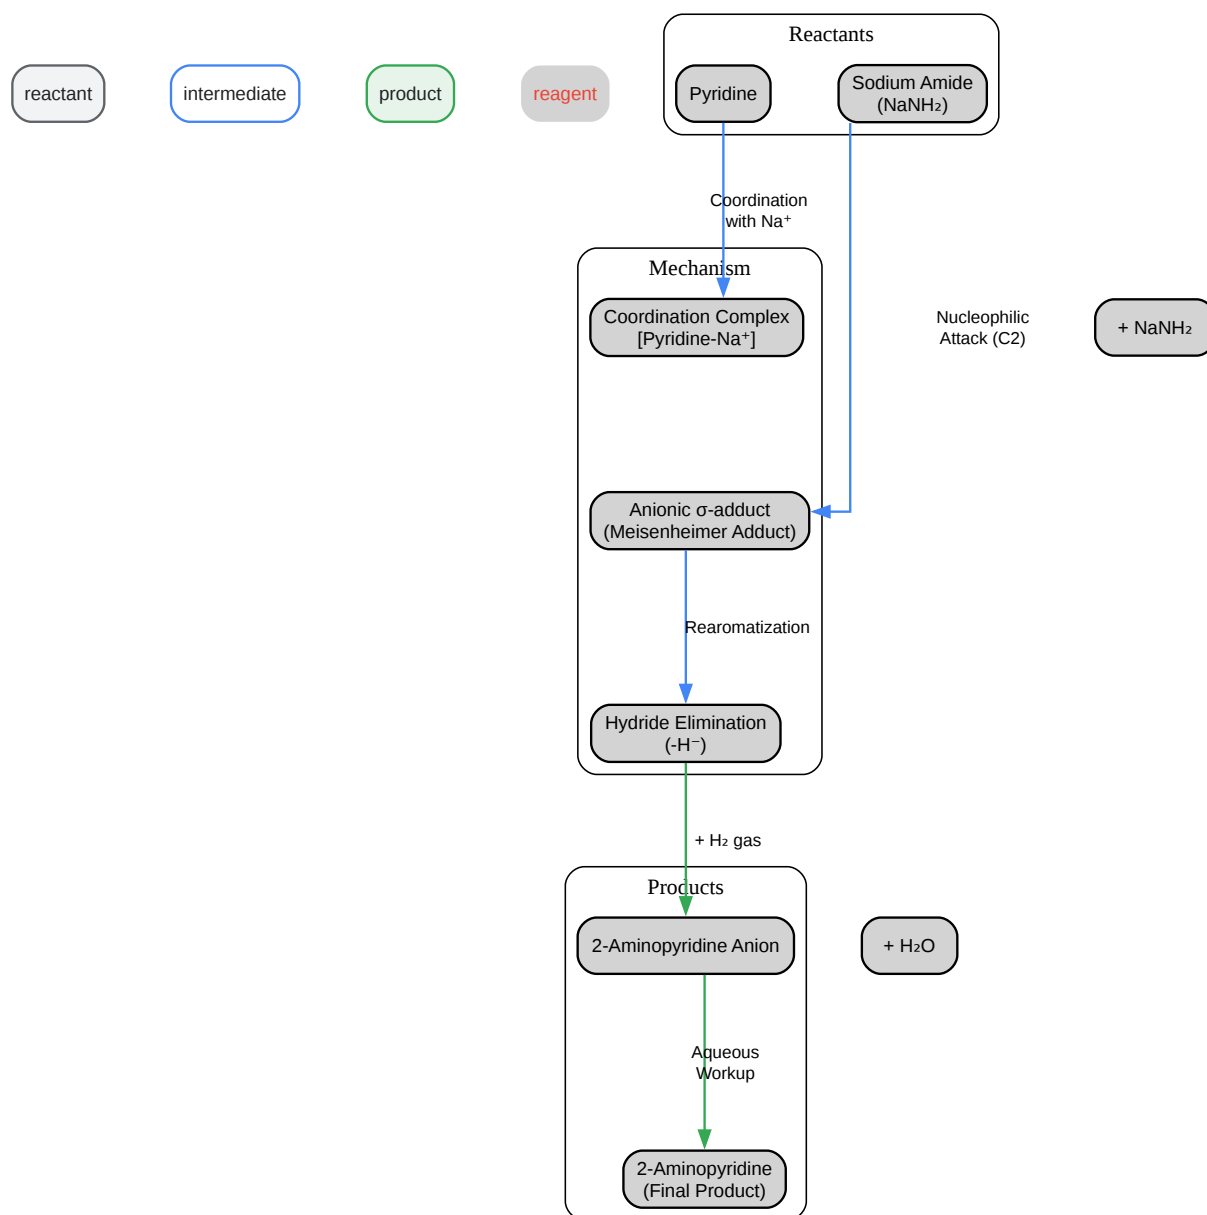 Reactants
reactant
intermediate
product
reagent
Pyridine
Sodium Amide
(NaNH₂)
Coordination
with Na⁺
Mechanism
Coordination Complex
[Pyridine-Na⁺]
Nucleophilic
Attack (C2)
+ NaNH₂
Anionic σ-adduct
(Meisenheimer Adduct)
Rearomatization
Hydride Elimination
(-H⁻)
+ H₂ gas
Products
2-Aminopyridine Anion
+ H₂O
Aqueous
Workup
2-Aminopyridine
(Final Product)